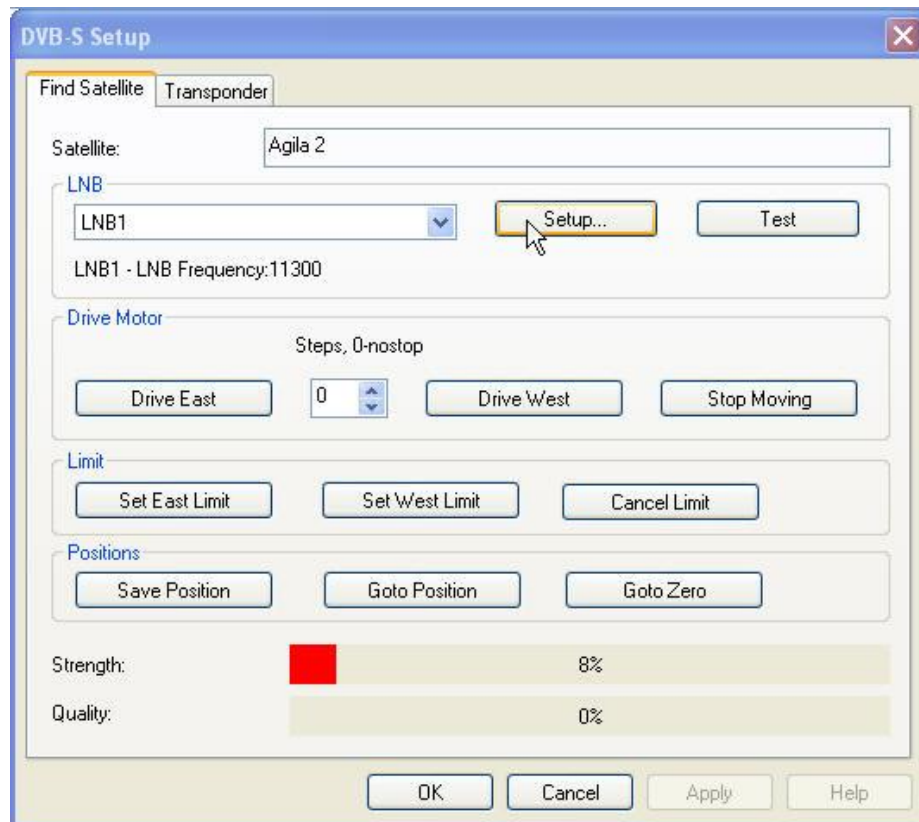 DVB-S Setup
Find Satellite Transponder
Satellite: Agila 2
LNB
LNB1 Setup... Test
LNB1 - LNB Frequency:11300
Drive Motor
Steps, 0-nostop
Drive East 0 Drive West Stop Moving
Limit
Set East Limit Set West Limit Cancel Limit
Positions
Save Position Goto Position Goto Zero
Strength: 8%
Quality: 0%
OK Cancel Apply Help